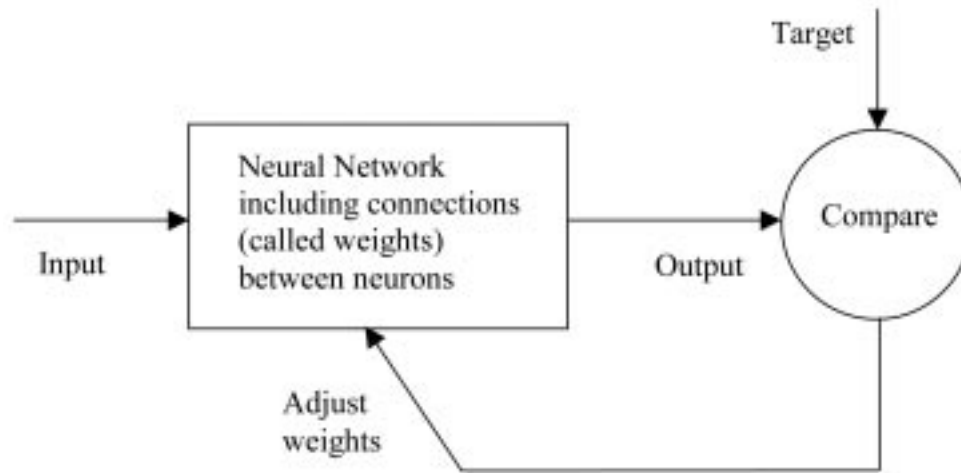 Target
Neural Network
including connections
(called weights)
between neurons
Compare
Input
Output
Adjust
weights